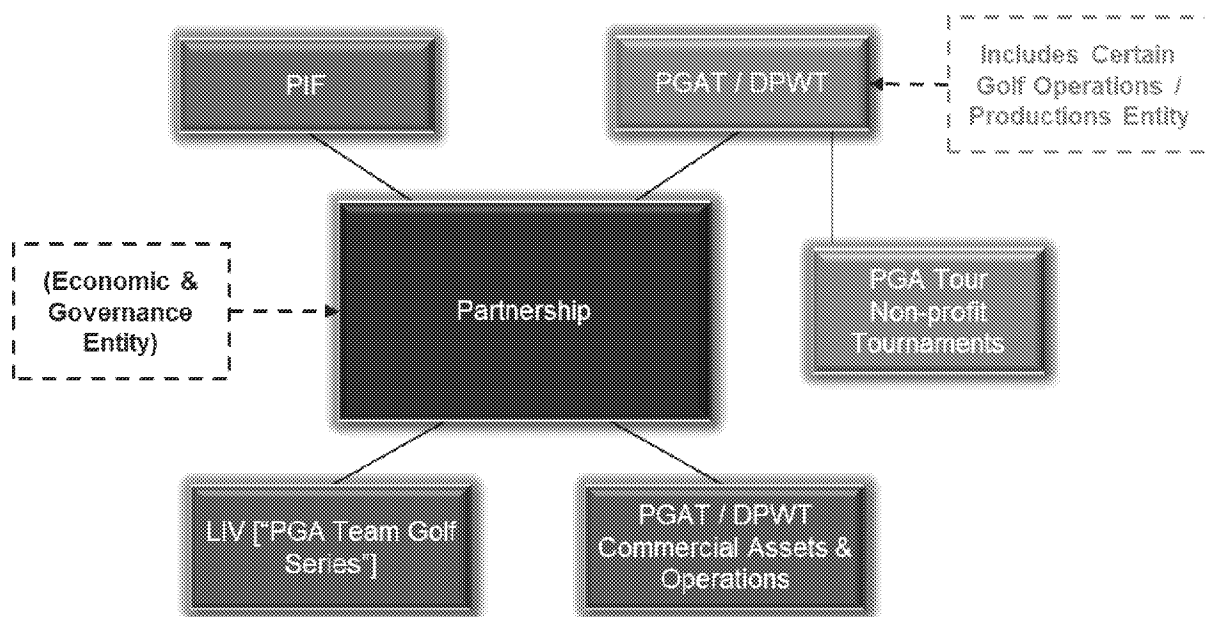 PIF
PGAT / DPWT
Includes Certain
Golf Operations /
Productions Entity
(Economic &
Governance
Entity)
Partnership
PGA Tour
Non-profit
Tournaments
LIV ["PGA Team Golf
Series"]
PGAT / DPWT
Commercial Assets &
Operations